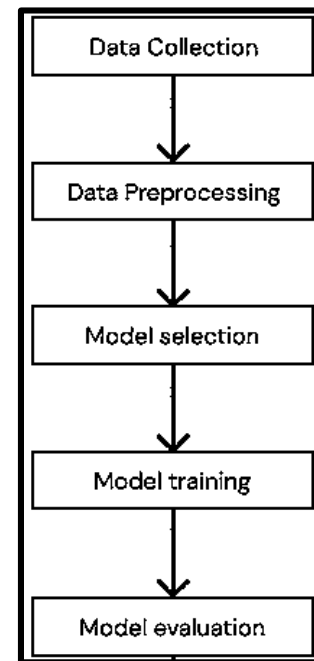 Data Collection
Data Preprocessing
Model selection
Model training
Model evaluation